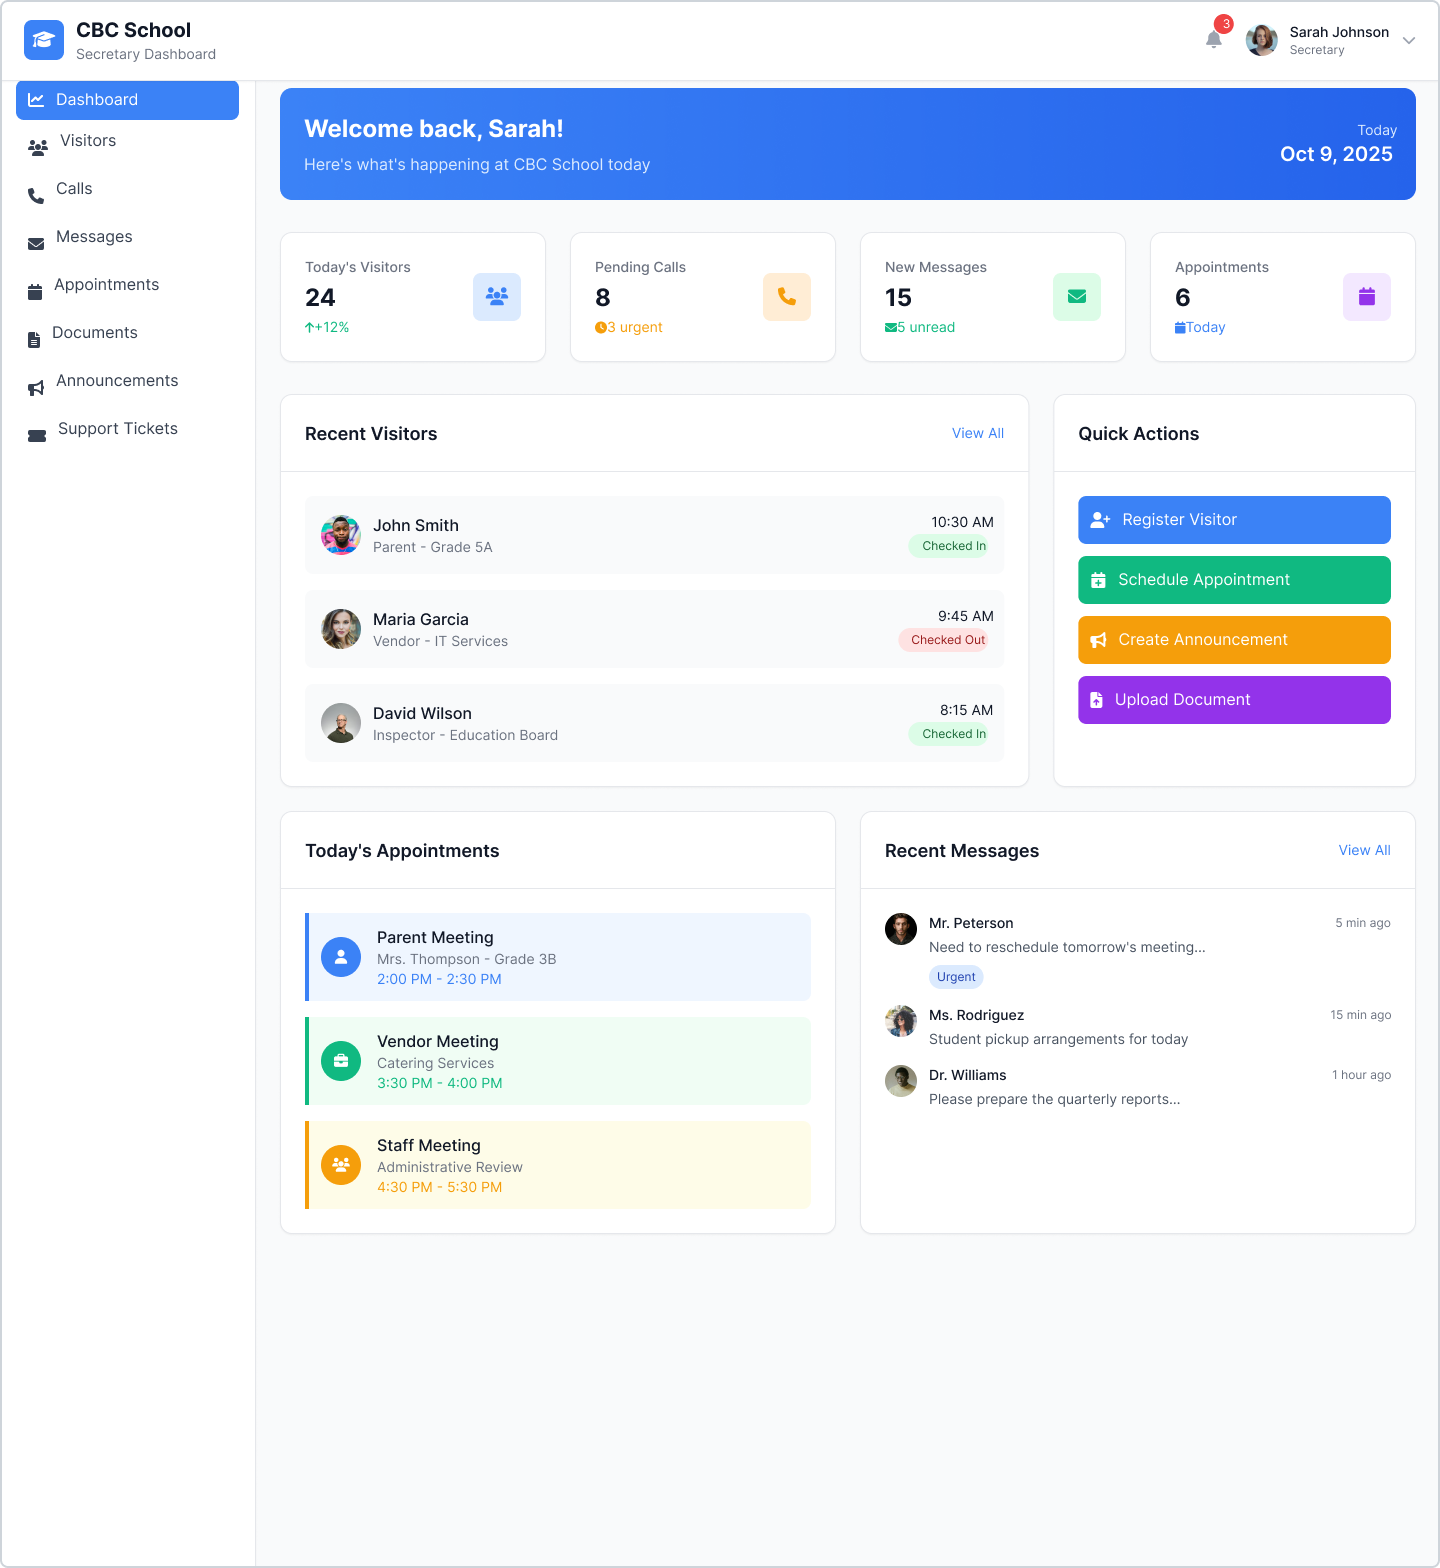 CBC School
Secretary Dashboard
3
Sarah Johnson
Secretary
Dashboard
Visitors
Calls
Messages
Appointments
Documents
Announcements
Support Tickets
Welcome back, Sarah!
Here's what's happening at CBC School today
Today
Oct 9, 2025
Today's Visitors
24
+12%
Pending Calls
8
3 urgent
New Messages
15
5 unread
Appointments
6
Today
Recent Visitors
View All
John Smith
Parent - Grade 5A
10:30 AM
Checked In
Maria Garcia
Vendor - IT Services
9:45 AM
Checked Out
David Wilson
Inspector - Education Board
8:15 AM
Checked In
Quick Actions
Register Visitor
Schedule Appointment
Create Announcement
Upload Document
Today's Appointments
Parent Meeting
Mrs. Thompson - Grade 3B
2:00 PM - 2:30 PM
Vendor Meeting
Catering Services
3:30 PM - 4:00 PM
Staff Meeting
Administrative Review
4:30 PM - 5:30 PM
Recent Messages
View All
Mr. Peterson
5 min ago
Need to reschedule tomorrow's meeting...
Urgent
Ms. Rodriguez
15 min ago
Student pickup arrangements for today
Dr. Williams
1 hour ago
Please prepare the quarterly reports...